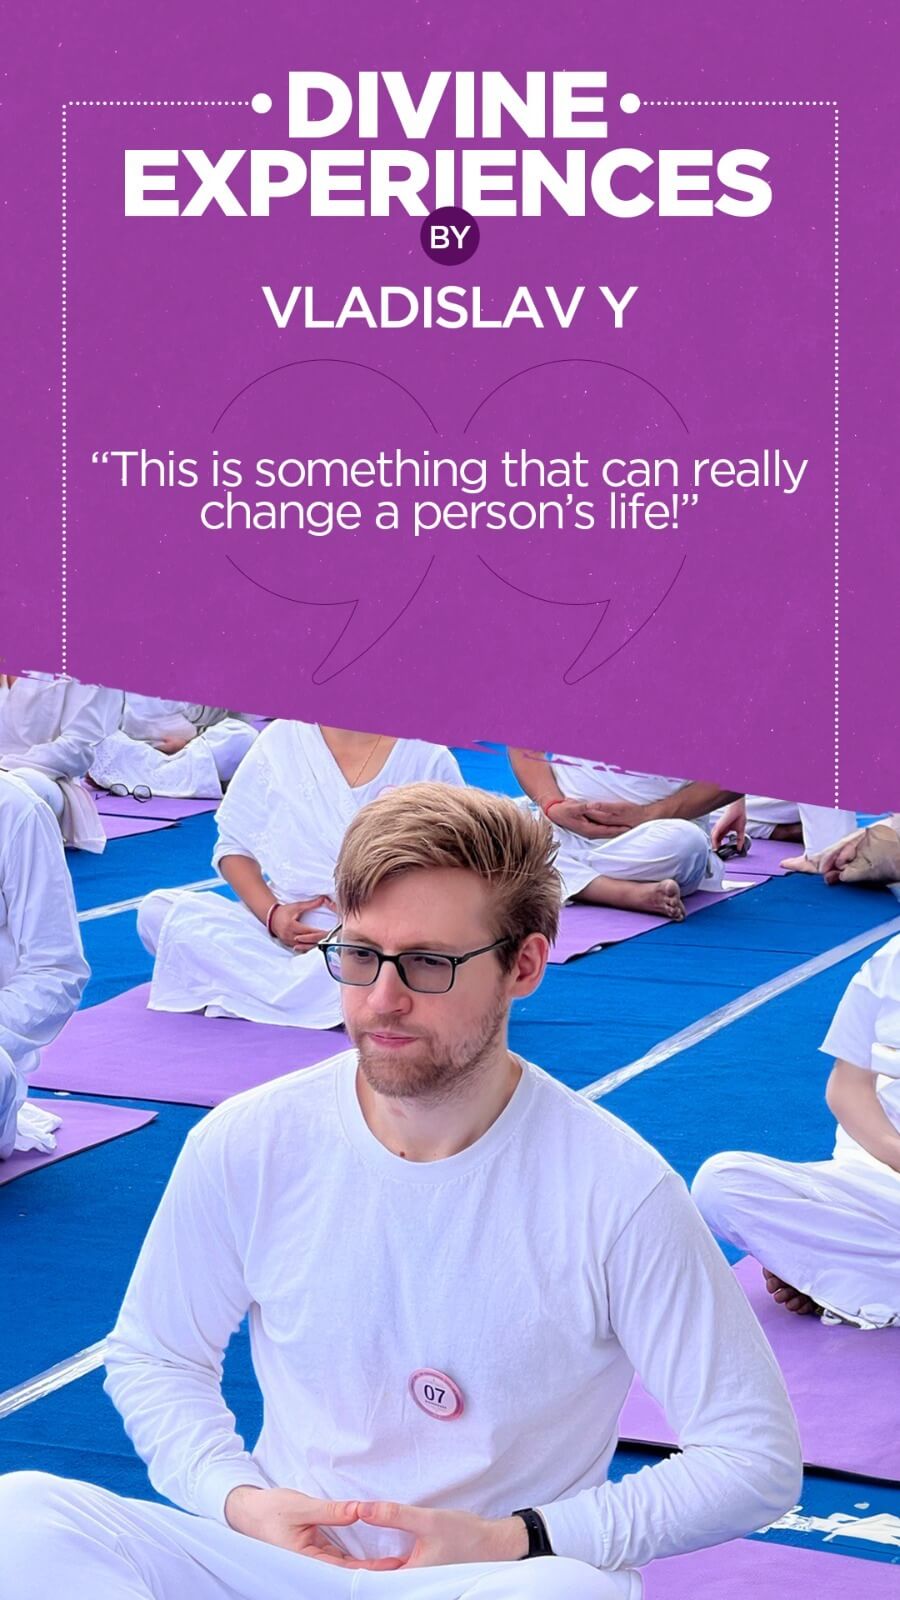 DIVINE
EXPERIENCES
BY
VLADISLAV Y
“This is something that can really
change a person’s life!”
07